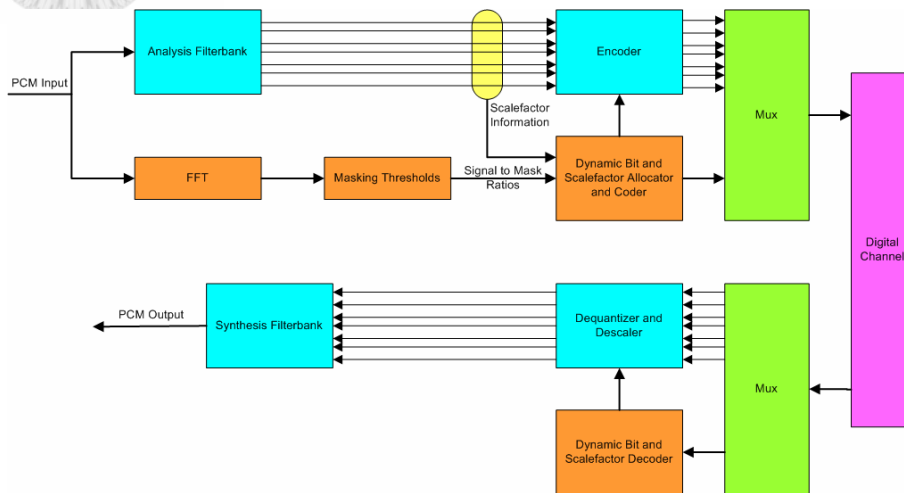 PCM Input
Analysis Filterbank
Encoder
Scalefactor
Information
Mux
FFT
Masking Thresholds
Signal to Mask
Ratios
Dynamic Bit and
Scalefactor Allocator
and Coder
Digital
Channel
PCM Output
Synthesis Filterbank
Dequantizer and
Descaler
Mux
Dynamic Bit and
Scalefactor Decoder